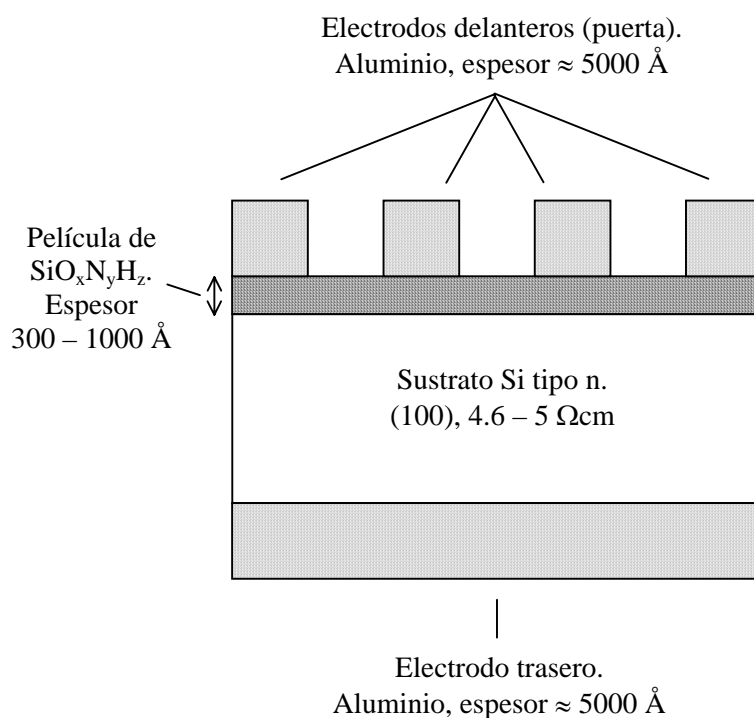 Electrodos delanteros (puerta).
Aluminio, espesor ≈ 5000 Å
Película de
SiOₓNᵧH_z.
Espesor
300 – 1000 Å
Sustrato Si tipo n.
(100), 4.6 – 5 Ωcm
Electrodo trasero.
Aluminio, espesor ≈ 5000 Å